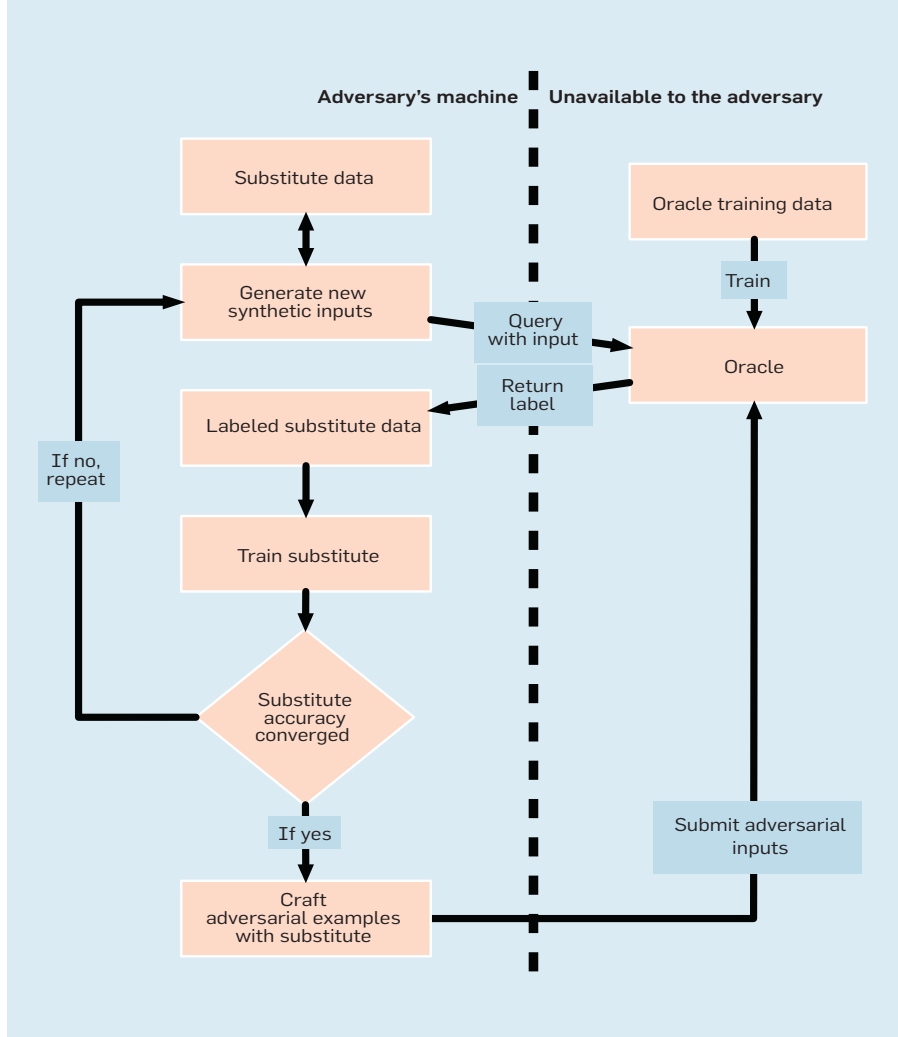 Adversary's machine
Unavailable to the adversary
Substitute data
Oracle training data
Train
Generate new
synthetic inputs
Query
with input
Oracle
Return
label
Labeled substitute data
If no,
repeat
Train substitute
Substitute
accuracy
converged
If yes
Submit adversarial
inputs
Craft
adversarial examples
with substitute